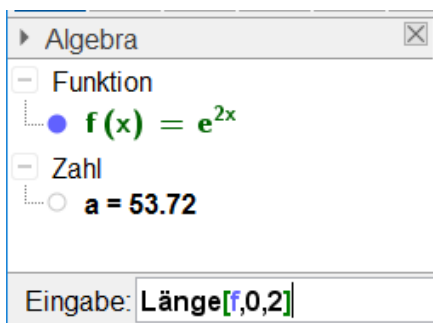 Algebra
Funktion
f(x) = e^{2x}
Zahl
a = 53.72
Eingabe: Länge[f,0,2]